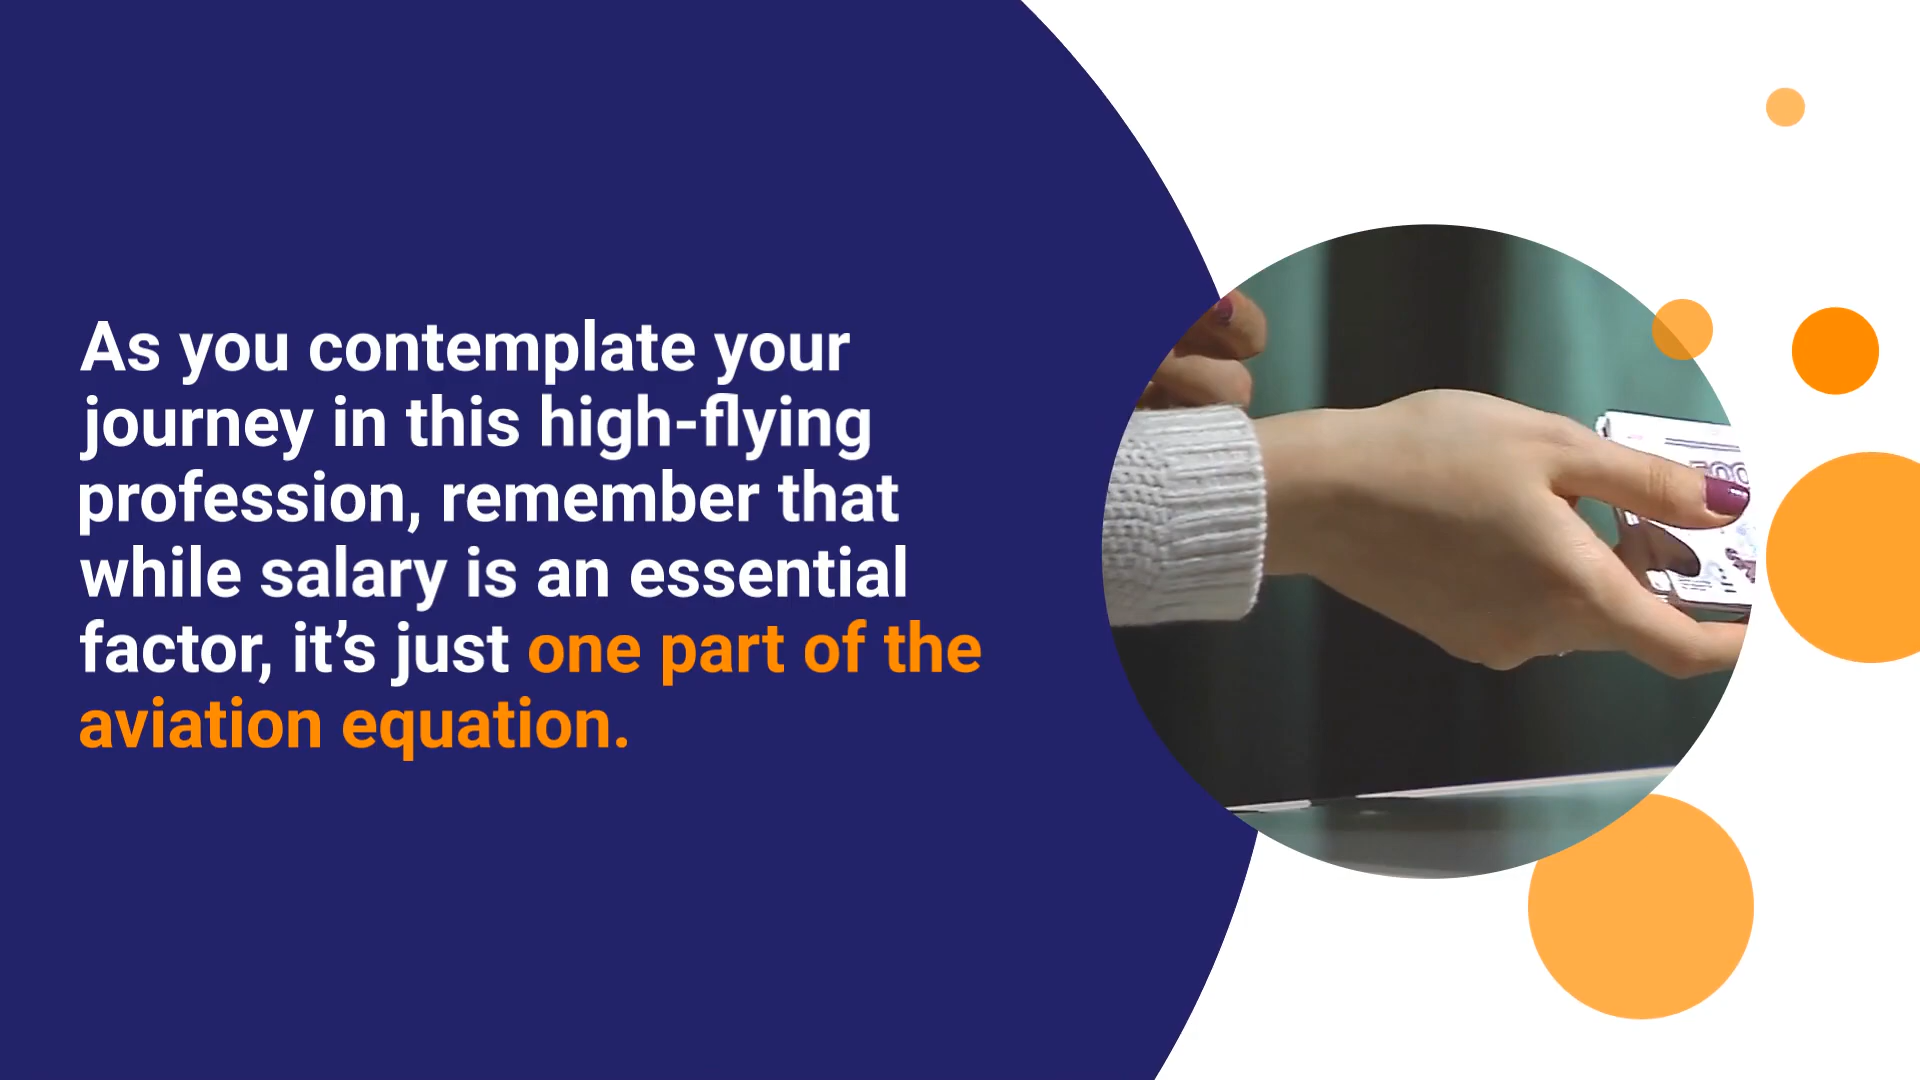 As you contemplate your
journey in this high-flying
profession, remember that
while salary is an essential
factor, it’s just one part of the
aviation equation.